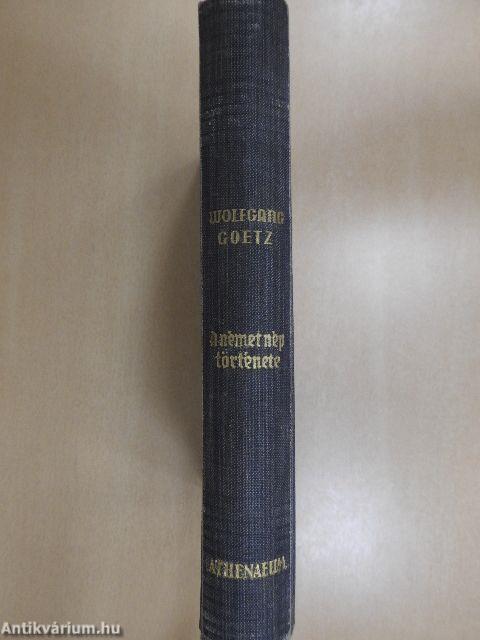 WOLFGANG
GOETZ
A német nép
története
ATHENAEUM
Antikvárium.hu